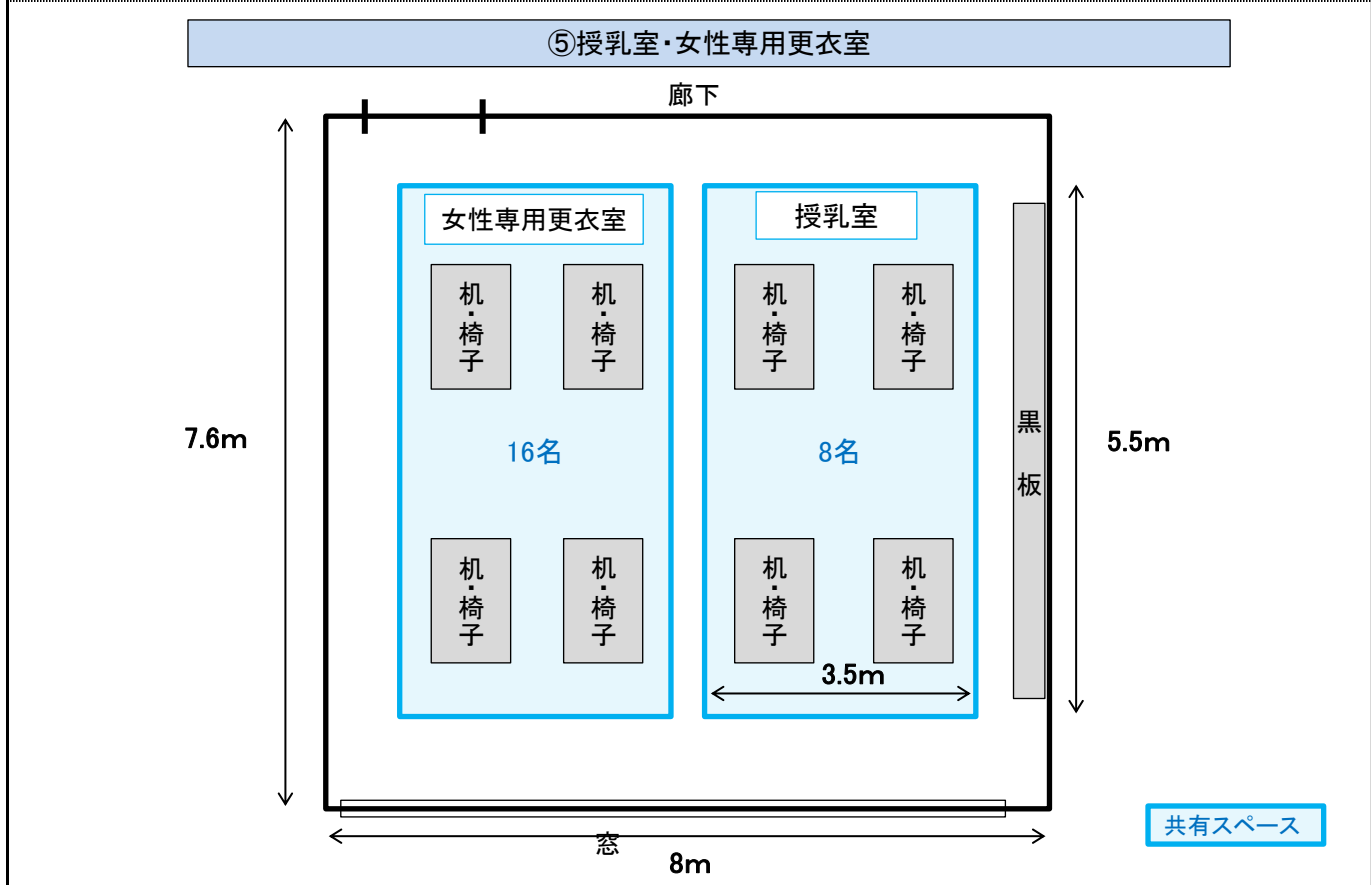 ⑤授乳室・女性専用更衣室
廊下
女性専用更衣室
授乳室
机・椅子
机・椅子
机・椅子
机・椅子
黒板
7.6m
16名
8名
5.5m
机・椅子
机・椅子
机・椅子
机・椅子
3.5m
共有スペース
窓
8m